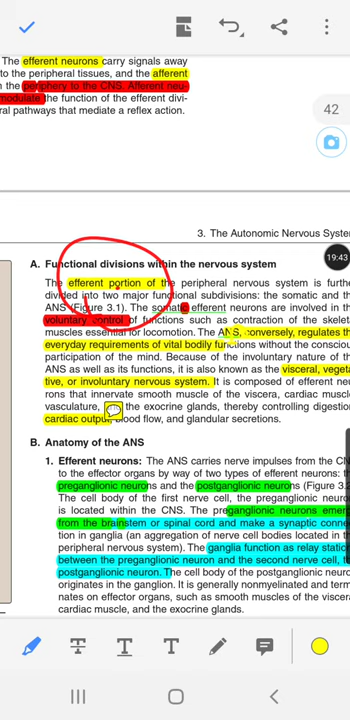 The efferent neurons carry signals away
to the peripheral tissues, and the afferent
the periphery to the CNS. Afferent neu-
modulate the function of the efferent divi-
ral pathways that mediate a reflex action.
42
3. The Autonomic Nervous System
19:43
A. Functional divisions within the nervous system
The efferent portion of the peripheral nervous system is furthe
divided into two major functional subdivisions: the somatic and th
ANS (Figure 3.1). The somatic efferent neurons are involved in th
voluntary control of functions such as contraction of the skelet
muscles essential for locomotion. The ANS, conversely, regulates th
everyday requirements of vital bodily functions without the consciou
participation of the mind. Because of the involuntary nature of th
ANS as well as its functions, it is also known as the visceral, vegeta
tive, or involuntary nervous system. It is composed of efferent neu
rons that innervate smooth muscle of the viscera, cardiac muscle
vasculature, the exocrine glands, thereby controlling digestion
cardiac output, blood flow, and glandular secretions.
B. Anatomy of the ANS
1. Efferent neurons: The ANS carries nerve impulses from the CN
to the effector organs by way of two types of efferent neurons: th
preganglionic neurons and the postganglionic neurons (Figure 3.2
The cell body of the first nerve cell, the preganglionic neuron
is located within the CNS. The preganglionic neurons emerg
from the brainstem or spinal cord and make a synaptic conne
tion in ganglia (an aggregation of nerve cell bodies located in th
peripheral nervous system). The ganglia function as relay station
between the preganglionic neuron and the second nerve cell, th
postganglionic neuron. The cell body of the postganglionic neuro
originates in the ganglion. It is generally nonmyelinated and term
nates on effector organs, such as smooth muscles of the viscera
cardiac muscle, and the exocrine glands.
T T T